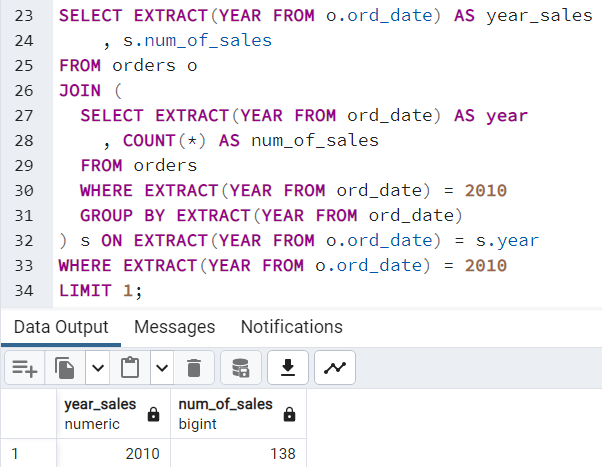 23 SELECT EXTRACT(YEAR FROM o.ord_date) AS year_sales
24 , s.num_of_sales
25 FROM orders o
26 JOIN (
27 SELECT EXTRACT(YEAR FROM ord_date) AS year
28 , COUNT(*) AS num_of_sales
29 FROM orders
30 WHERE EXTRACT(YEAR FROM ord_date) = 2010
31 GROUP BY EXTRACT(YEAR FROM ord_date)
32 ) s ON EXTRACT(YEAR FROM o.ord_date) = s.year
33 WHERE EXTRACT(YEAR FROM o.ord_date) = 2010
34 LIMIT 1;
Data Output Messages Notifications
year_sales num_of_sales
numeric bigint
1 2010 138